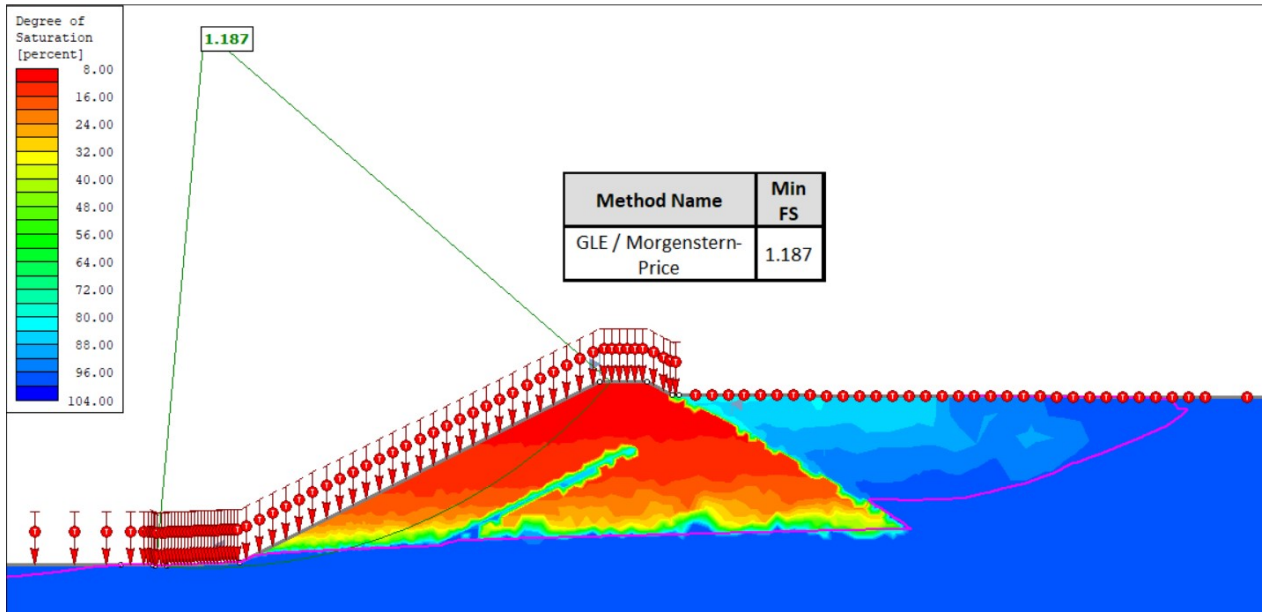 Degree of
Saturation
[percent]
8.00
16.00
24.00
32.00
40.00
48.00
56.00
64.00
72.00
80.00
88.00
96.00
104.00
1.187
Method Name
Min
FS
GLE / Morgenstern-
Price
1.187